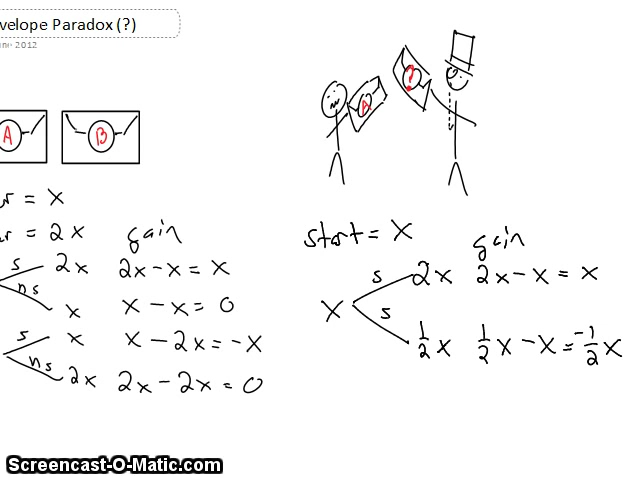 velope Paradox (?)
2012
A ?
A B
= x
= 2x gain
s 2x 2x-x = x
ns x x-x = 0
s x x-2x = -x
ns 2x 2x-2x = 0
start = x gain
x s 2x 2x-x = x
s 1/2 x 1/2 x-x = -1/2 x
Screencast-O-Matic.com